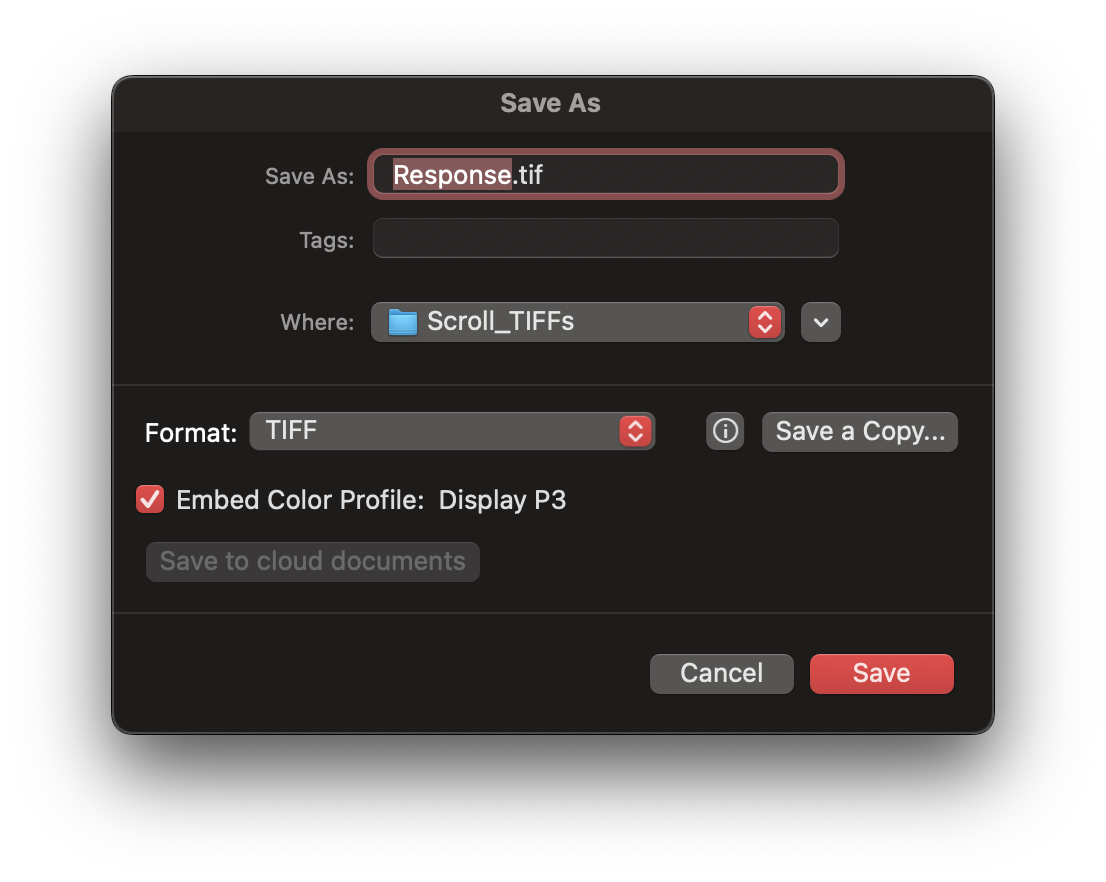 Save As
Save As: Response.tif
Tags:
Where: Scroll_TIFFs
Format: TIFF Save a Copy...
Embed Color Profile: Display P3
Save to cloud documents
Cancel Save